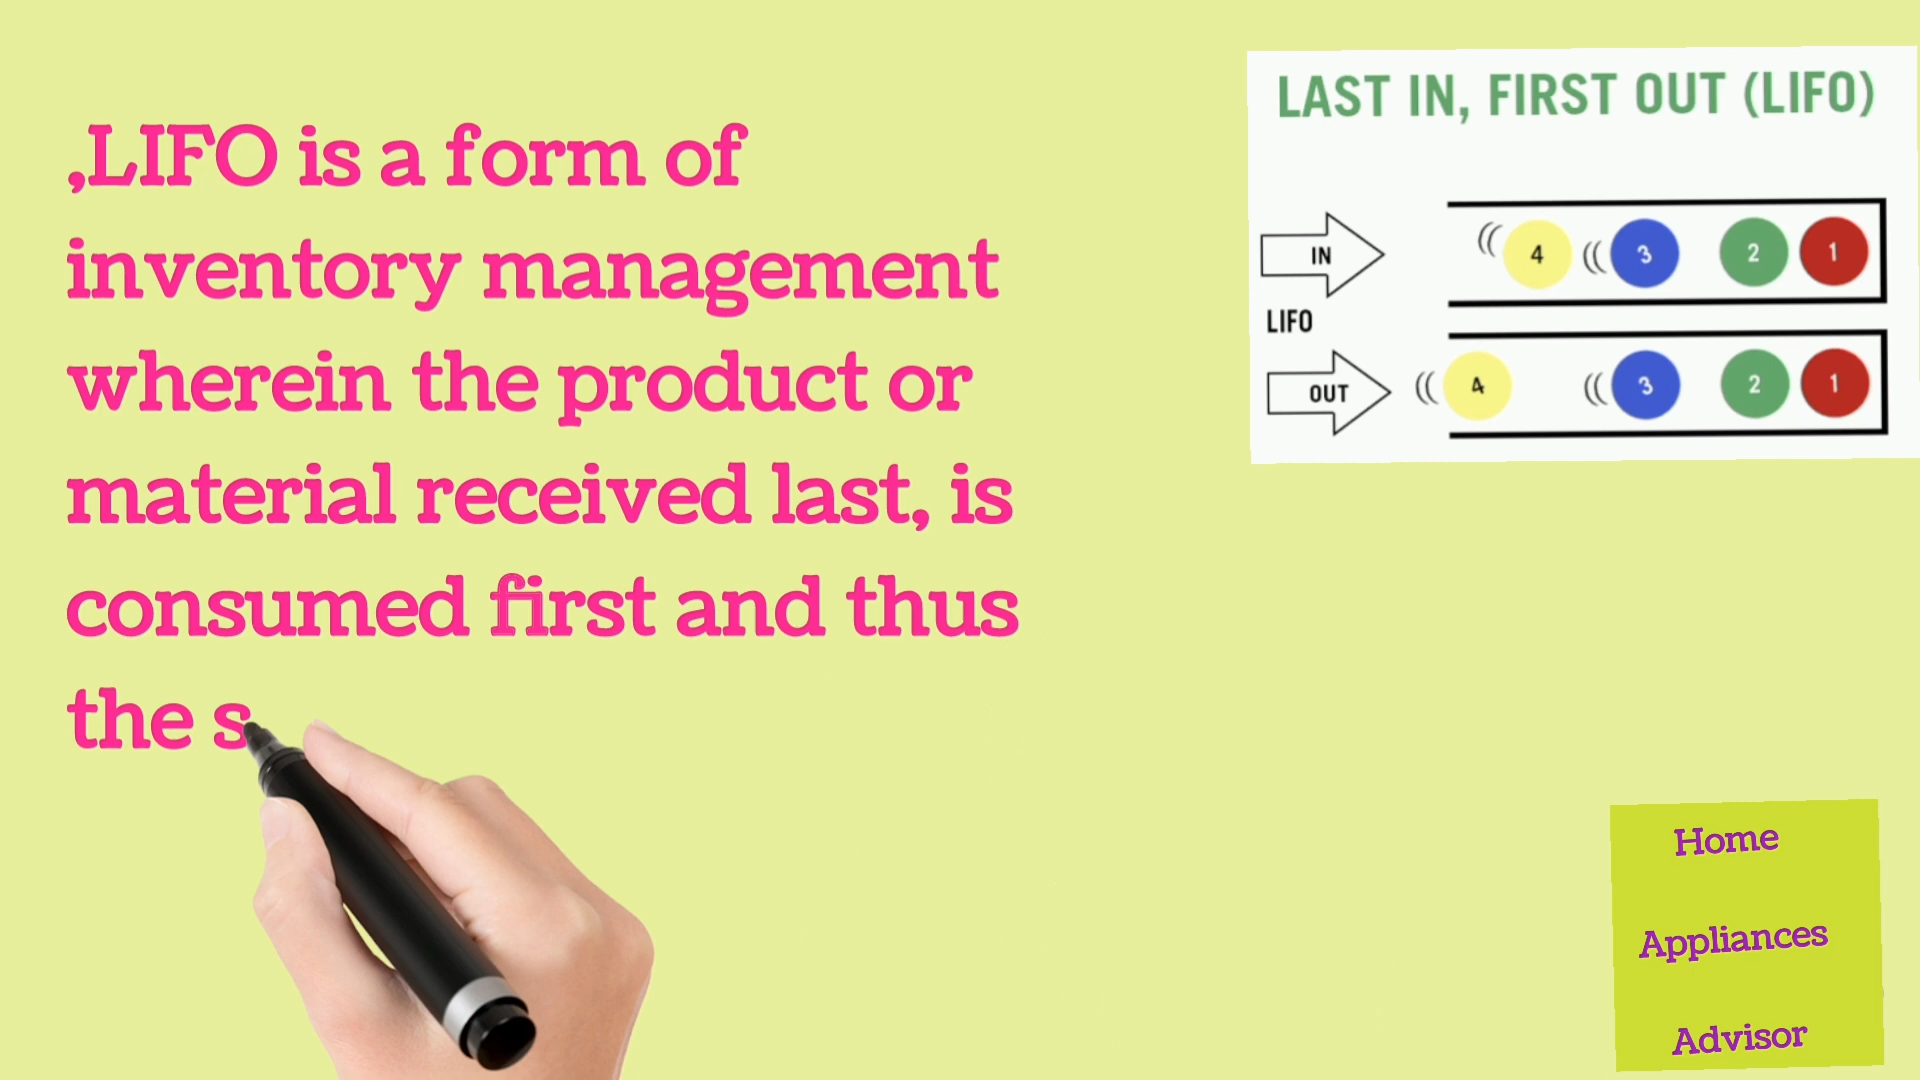 ,LIFO is a form of
inventory management
wherein the product or
material received last, is
consumed first and thus
the s
LAST IN, FIRST OUT (LIFO)
IN
4 3 2 1
LIFO
OUT
4 3 2 1
Home
Appliances
Advisor